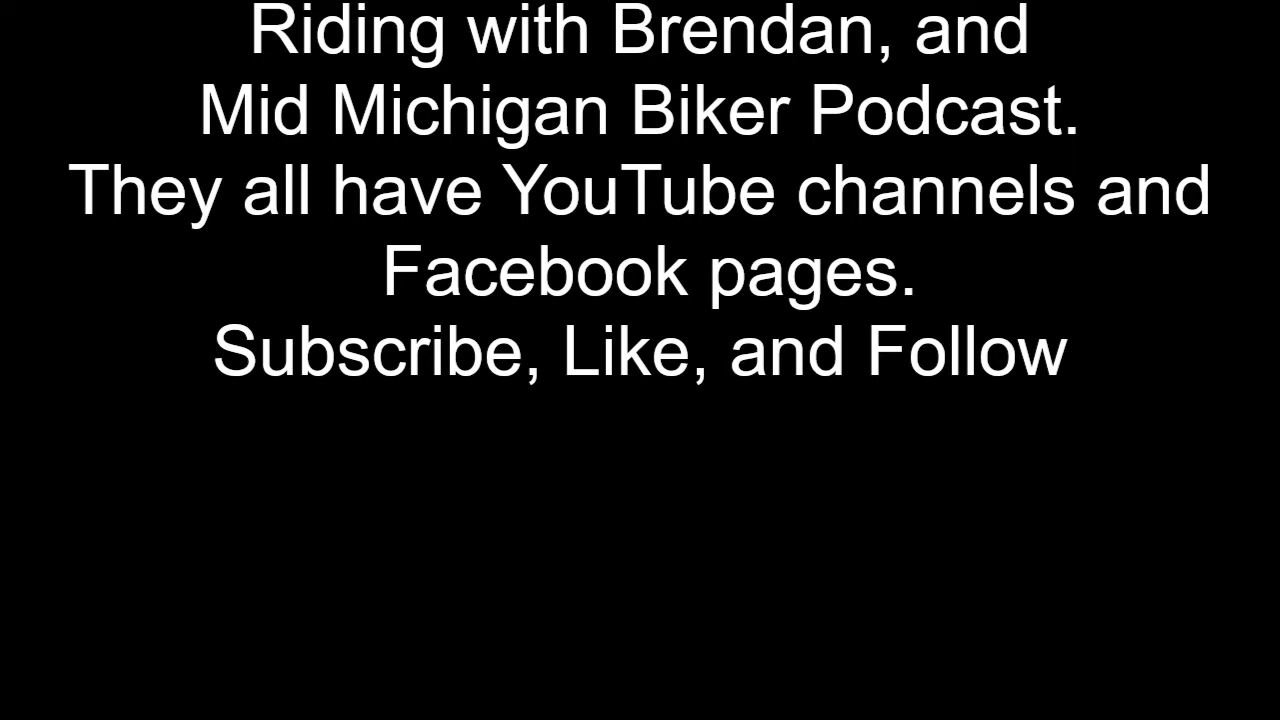 Riding with Brendan, and
Mid Michigan Biker Podcast.
They all have YouTube channels and
Facebook pages.
Subscribe, Like, and Follow